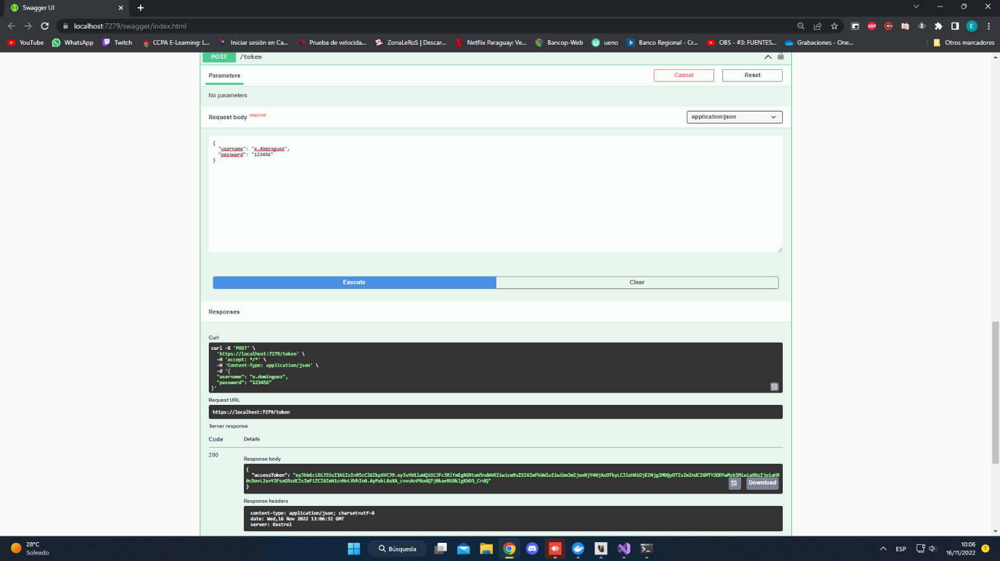 Swagger UI
localhost:7279/swagger/index.html
YouTube WhatsApp Twitch CCPA E-Learning: L... Iniciar sesión en Ca... Prueba de velocida... ZonaLeRoS | Descar... Netflix Paraguay: Ve... Bancop-Web ueno Banco Regional - Cr... OBS - #3: FUENTES... Grabaciones - One... Otros marcadores
POST /token
Parameters Cancel Reset
No parameters
Request body required application/json
{
"username": "e.dominguez",
"password": "123456"
}
Execute Clear
Responses
Curl
curl -X 'POST' \
'https://localhost:7279/token' \
-H 'accept: */*' \
-H 'Content-Type: application/json' \
-d '{
"username": "e.dominguez",
"password": "123456"
}'
Request URL
https://localhost:7279/token
Server response
Code Details
200
Response body
{
"accessToken":
}
Download
Response headers
content-type: application/json; charset=utf-8
date: Wed,16 Nov 2022 13:06:32 GMT
server: Kestrel
28°C
Soleado
Búsqueda
ESP
10:06
16/11/2022
1